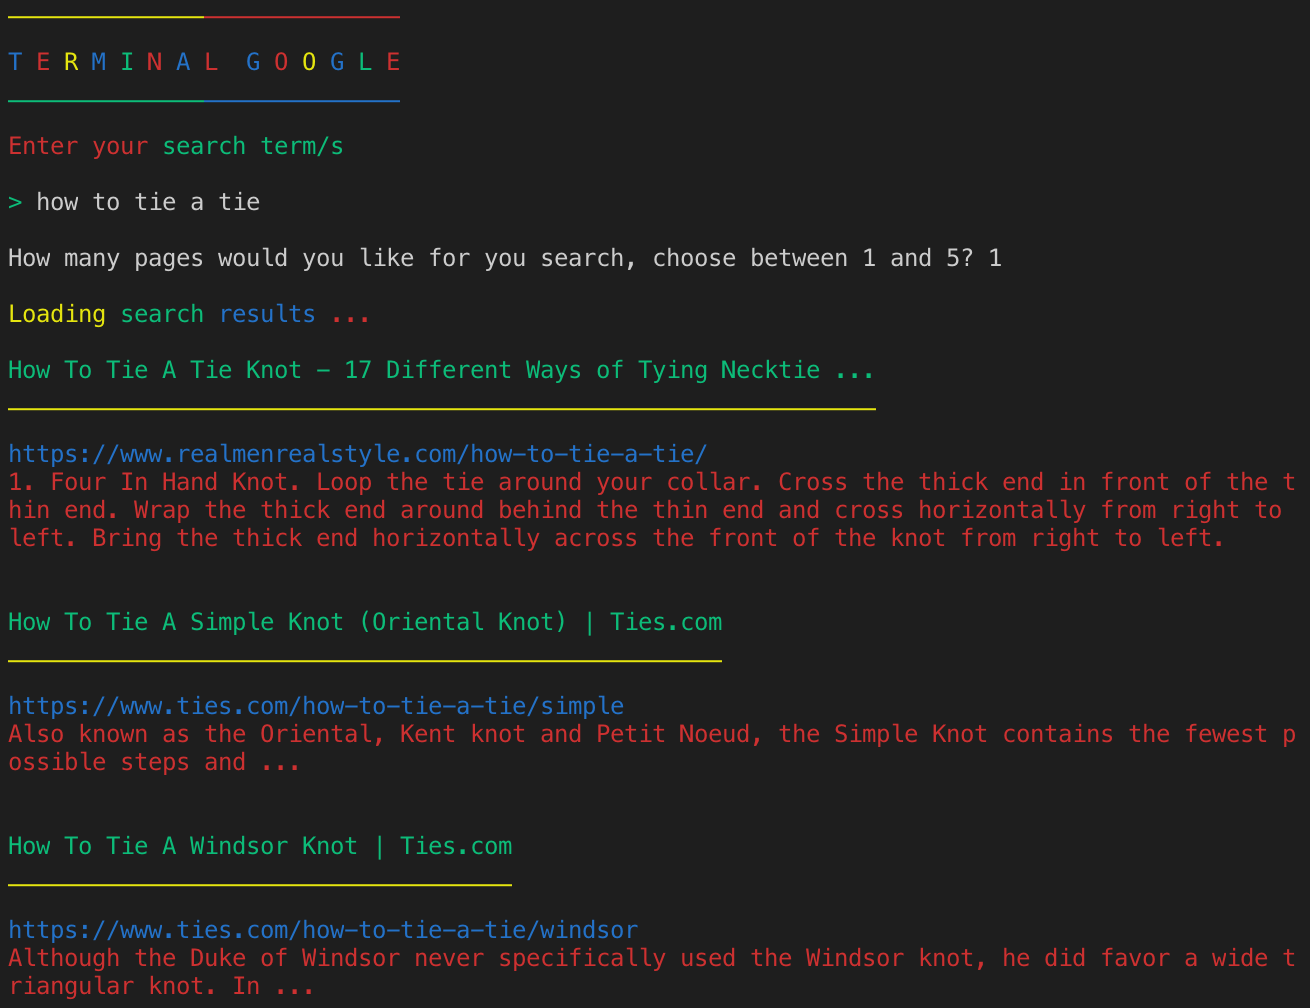 T E R M I N A L  G O O G L E
Enter your search term/s
> how to tie a tie
How many pages would you like for you search, choose between 1 and 5? 1
Loading search results ...
How To Tie A Tie Knot - 17 Different Ways of Tying Necktie ...
https://www.realmenrealstyle.com/how-to-tie-a-tie/
1. Four In Hand Knot. Loop the tie around your collar. Cross the thick end in front of the t
hin end. Wrap the thick end around behind the thin end and cross horizontally from right to
left. Bring the thick end horizontally across the front of the knot from right to left.
How To Tie A Simple Knot (Oriental Knot) | Ties.com
https://www.ties.com/how-to-tie-a-tie/simple
Also known as the Oriental, Kent knot and Petit Noeud, the Simple Knot contains the fewest p
ossible steps and ...
How To Tie A Windsor Knot | Ties.com
https://www.ties.com/how-to-tie-a-tie/windsor
Although the Duke of Windsor never specifically used the Windsor knot, he did favor a wide t
riangular knot. In ...